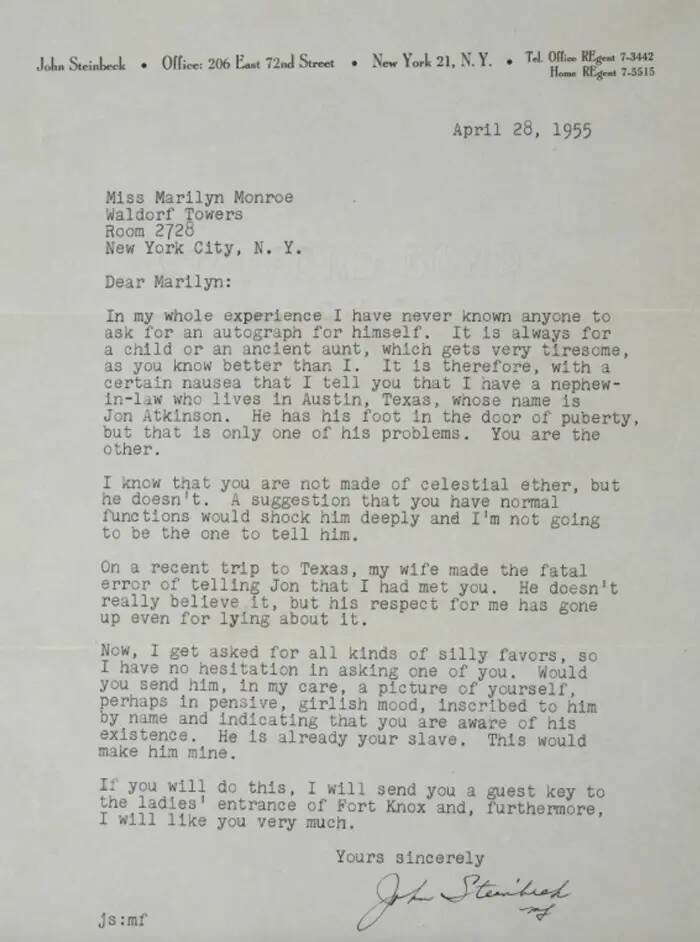 John Steinbeck • Office: 206 East 72nd Street • New York 21, N. Y. • Tel. Office REgent 7-3442
Home REgent 7-5515
April 28, 1955
Miss Marilyn Monroe
Waldorf Towers
Room 2728
New York City, N. Y.
Dear Marilyn:
In my whole experience I have never known anyone to
ask for an autograph for himself. It is always for
a child or an ancient aunt, which gets very tiresome,
as you know better than I. It is therefore, with a
certain nausea that I tell you that I have a nephew-
in-law who lives in Austin, Texas, whose name is
Jon Atkinson. He has his foot in the door of puberty,
but that is only one of his problems. You are the
other.
I know that you are not made of celestial ether, but
he doesn't. A suggestion that you have normal
functions would shock him deeply and I'm not going
to be the one to tell him.
On a recent trip to Texas, my wife made the fatal
error of telling Jon that I had met you. He doesn't
really believe it, but his respect for me has gone
up even for lying about it.
Now, I get asked for all kinds of silly favors, so
I have no hesitation in asking one of you. Would
you send him, in my care, a picture of yourself,
perhaps in pensive, girlish mood, inscribed to him
by name and indicating that you are aware of his
existence. He is already your slave. This would
make him mine.
If you will do this, I will send you a guest key to
the ladies' entrance of Fort Knox and, furthermore,
I will like you very much.
Yours sincerely
John Steinbeck
mf
js:mf